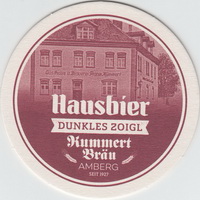 Hausbier
DUNKLES ZOIGL
Kummert
Bräu
AMBERG
SEIT 1927